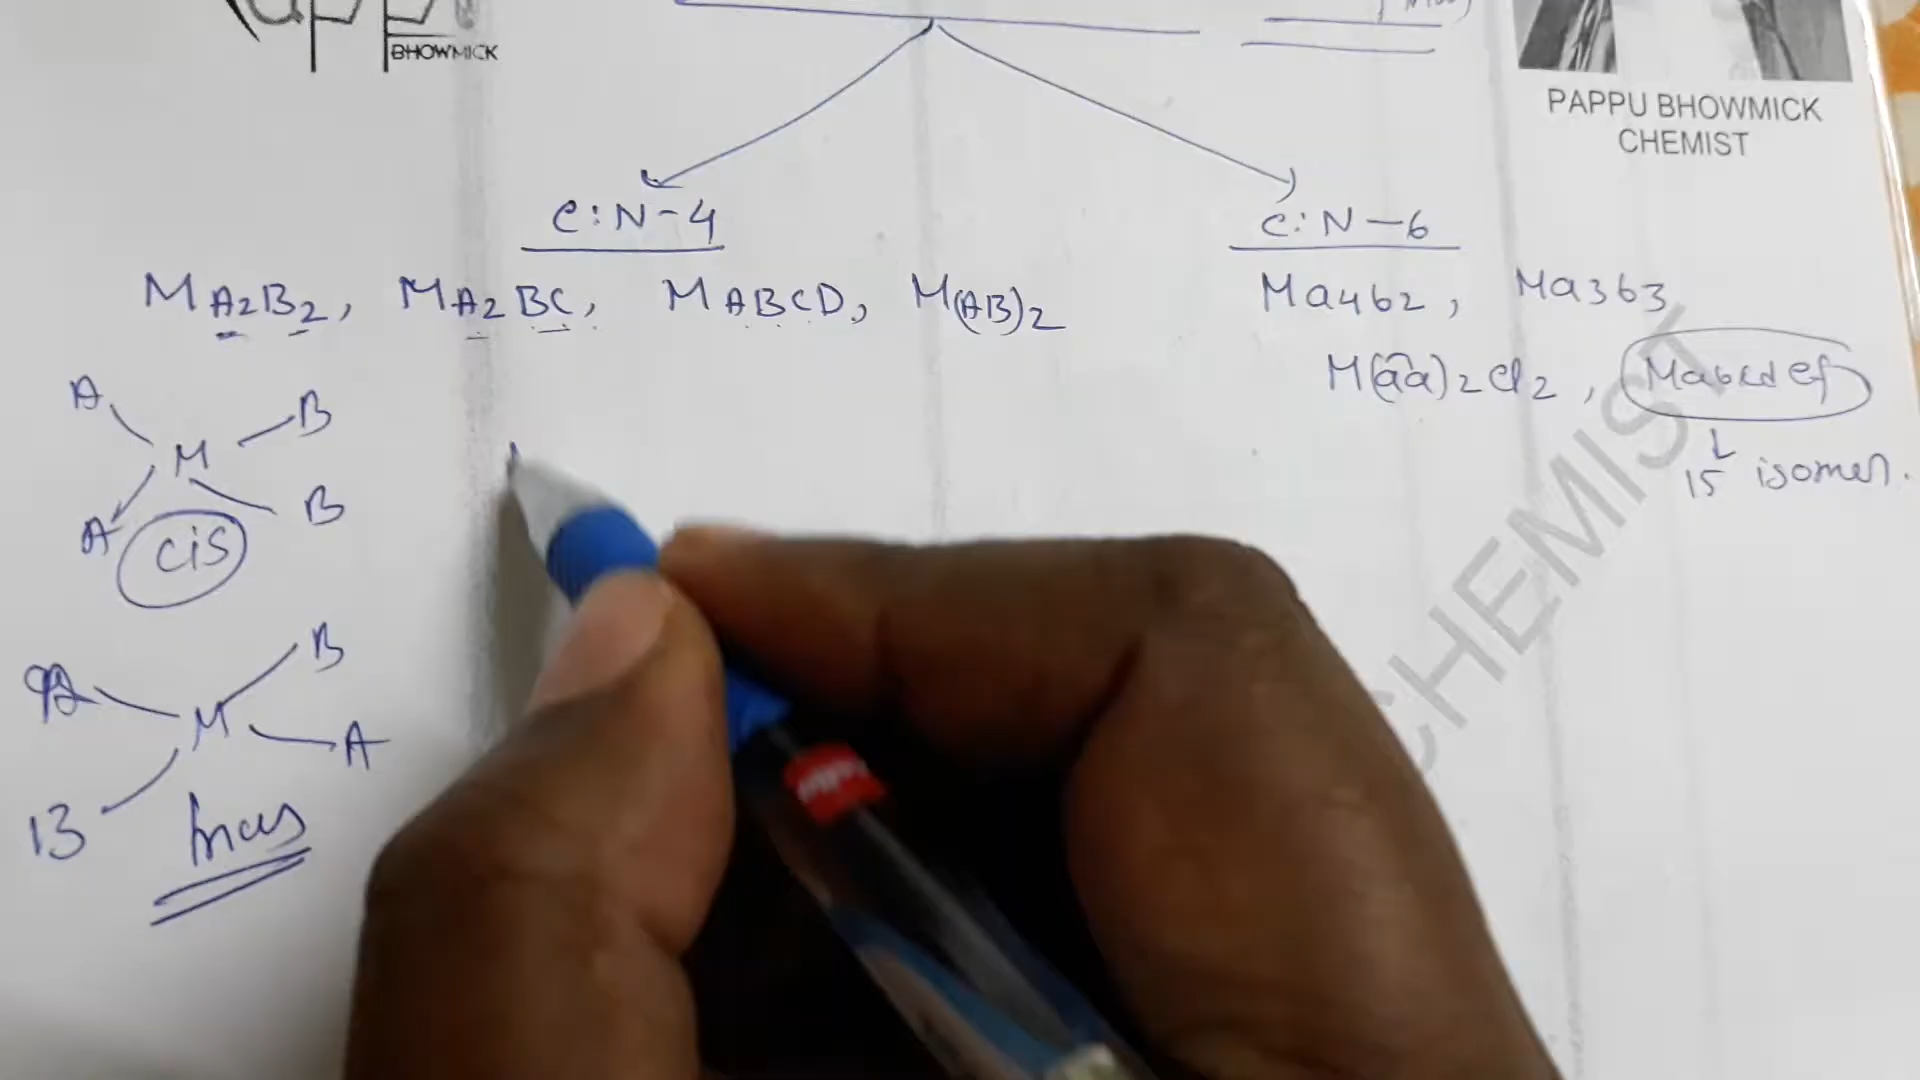 BHOWMICK
PAPPU BHOWMICK
CHEMIST
C:N-4
C:N-6
MA2B2, MA2BC, MABCD, M(AB)2
Ma4b2, Ma3b3
M(aa)2Cl2, Mabcdef
15 isomer.
A
B
M
A
B
cis
B
A
M
A
B
trans
CHEMIST